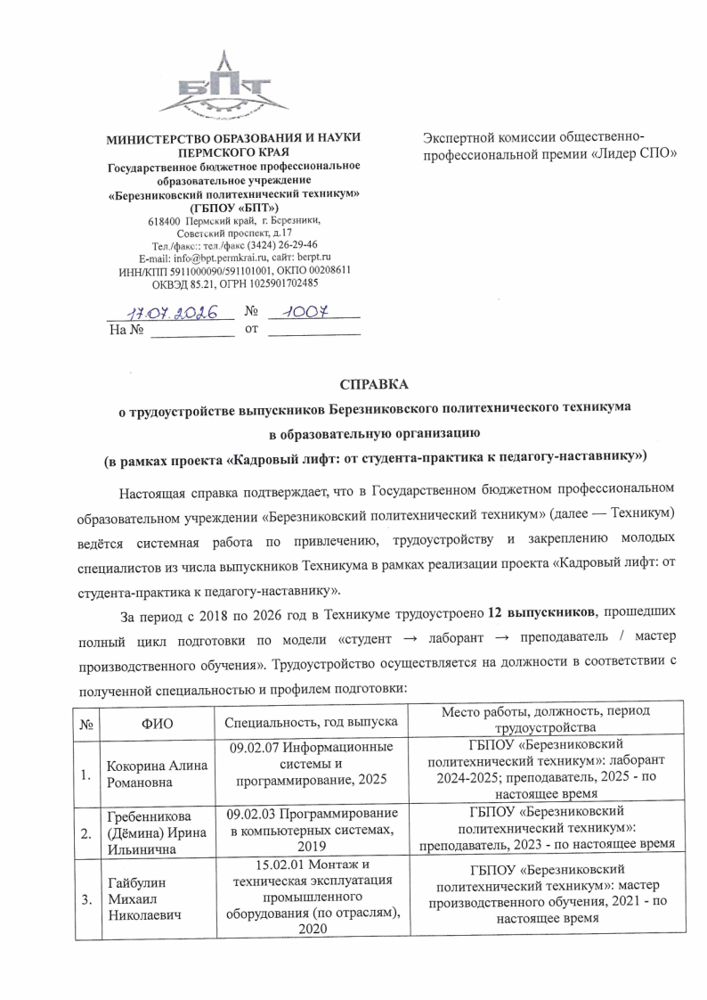 БПТ
МИНИСТЕРСТВО ОБРАЗОВАНИЯ И НАУКИ
ПЕРМСКОГО КРАЯ
Государственное бюджетное профессиональное
образовательное учреждение
«Березниковский политехнический техникум»
(ГБПОУ «БПТ»)
618400 Пермский край, г. Березники,
Советский проспект, д.17
Тел./факс:: тел./факс (3424) 26-29-46
E-mail: info@bpt.permkrai.ru, сайт: berpt.ru
ИНН/КПП 5911000090/591101001, ОКПО 00208611
ОКВЭД 85.21, ОГРН 1025901702485
17.07.2026 № 1007
На № от
Экспертной комиссии общественно-
профессиональной премии «Лидер СПО»
СПРАВКА
о трудоустройстве выпускников Березниковского политехнического техникума
в образовательную организацию
(в рамках проекта «Кадровый лифт: от студента-практика к педагогу-наставнику»)
Настоящая справка подтверждает, что в Государственном бюджетном профессиональном
образовательном учреждении «Березниковский политехнический техникум» (далее — Техникум)
ведётся системная работа по привлечению, трудоустройству и закреплению молодых
специалистов из числа выпускников Техникума в рамках реализации проекта «Кадровый лифт: от
студента-практика к педагогу-наставнику».
За период с 2018 по 2026 год в Техникуме трудоустроено 12 выпускников, прошедших
полный цикл подготовки по модели «студент → лаборант → преподаватель / мастер
производственного обучения». Трудоустройство осуществляется на должности в соответствии с
полученной специальностью и профилем подготовки:
№ ФИО Специальность, год выпуска Место работы, должность, период
трудоустройства
1.
Кокорина Алина
Романовна
09.02.07 Информационные
системы и
программирование, 2025
ГБПОУ «Березниковский
политехнический техникум»: лаборант
2024-2025; преподаватель, 2025 - по
настоящее время
2.
Гребенникова
(Дёмина) Ирина
Ильинична
09.02.03 Программирование
в компьютерных системах,
2019
ГБПОУ «Березниковский
политехнический техникум»:
преподаватель, 2023 - по настоящее время
3.
Гайбулин
Михаил
Николаевич
15.02.01 Монтаж и
техническая эксплуатация
промышленного
оборудования (по отраслям),
2020
ГБПОУ «Березниковский
политехнический техникум»: мастер
производственного обучения, 2021 - по
настоящее время